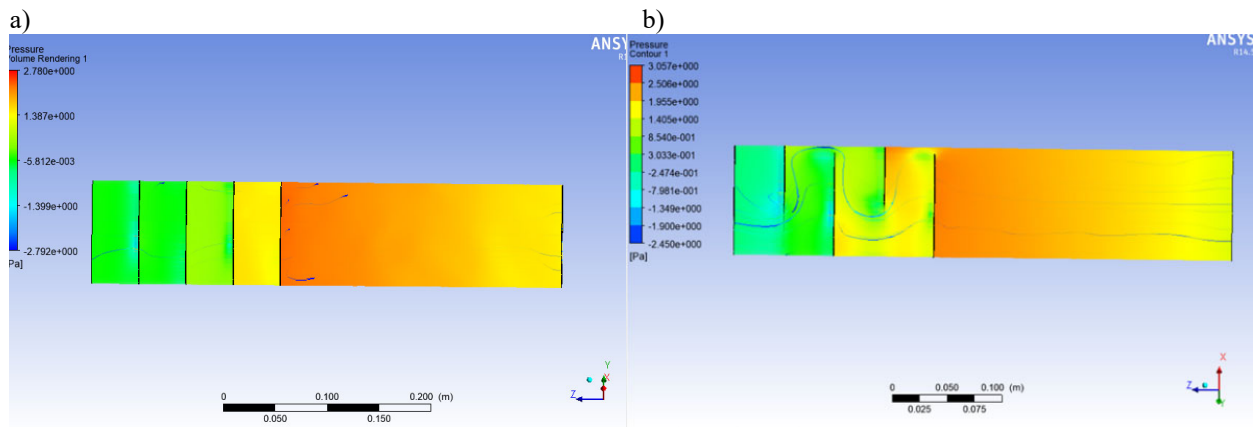 a)
Pressure
Volume Rendering 1
2.780e+000
1.387e+000
-5.812e-003
-1.399e+000
-2.792e+000
[Pa]
ANSYS
0 0.100 0.200 (m)
0.050 0.150
Y
X
Z
b)
Pressure
Contour 1
3.057e+000
2.506e+000
1.955e+000
1.405e+000
8.540e-001
3.033e-001
-2.474e-001
-7.981e-001
-1.349e+000
-1.900e+000
-2.450e+000
[Pa]
ANSYS
R14.5
0 0.050 0.100 (m)
0.025 0.075
X
Z
Y